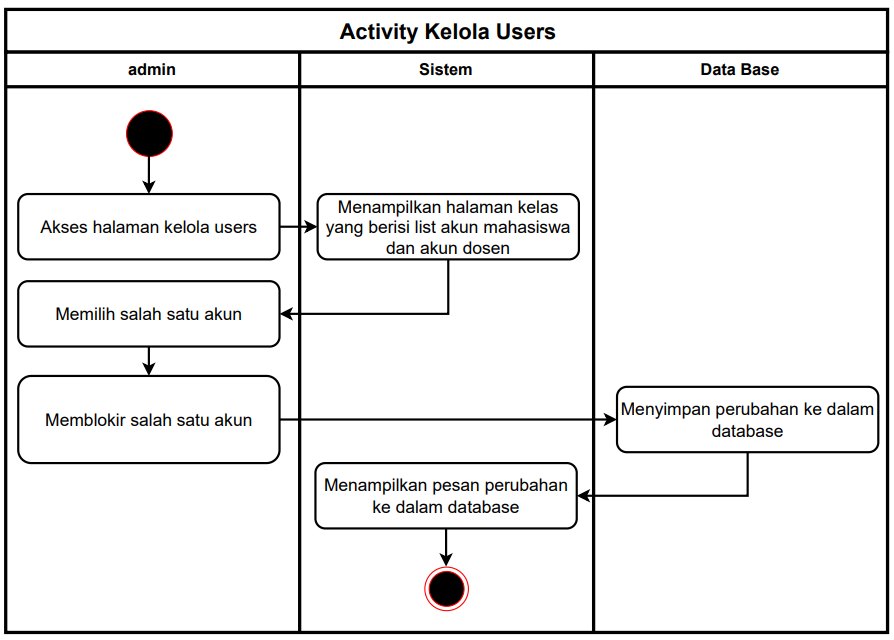 Activity Kelola Users
admin
Sistem
Data Base
Akses halaman kelola users
Menampilkan halaman kelas
yang berisi list akun mahasiswa
dan akun dosen
Memilih salah satu akun
Memblokir salah satu akun
Menyimpan perubahan ke dalam
database
Menampilkan pesan perubahan
ke dalam database